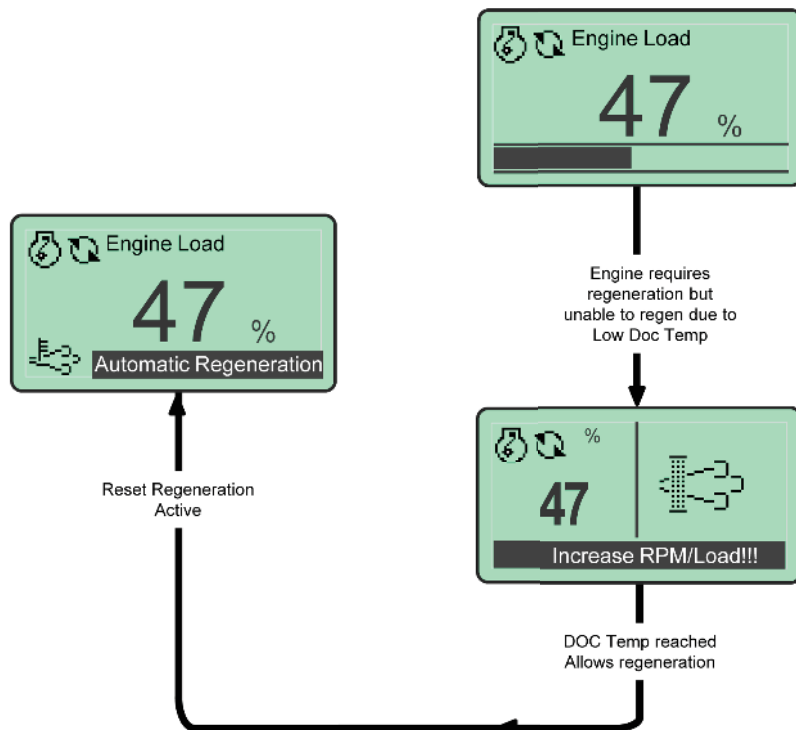 Engine Load
47 %
Engine requires
regeneration but
unable to regen due to
Low Doc Temp
Engine Load
47 %
Automatic Regeneration
%
47
Increase RPM/Load!!!
Reset Regeneration
Active
DOC Temp reached
Allows regeneration